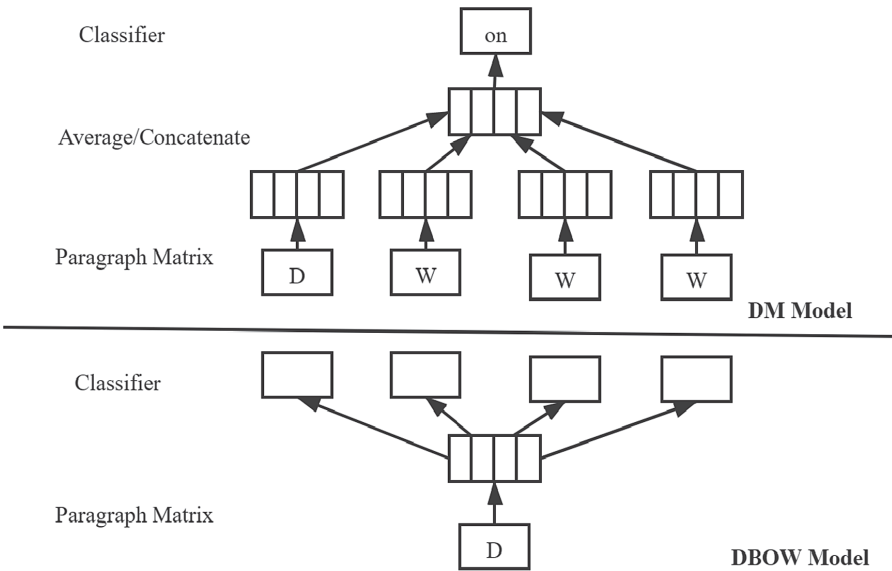 Classifier
on
Average/Concatenate
Paragraph Matrix
D
W
W
W
DM Model
Classifier
Paragraph Matrix
D
DBOW Model